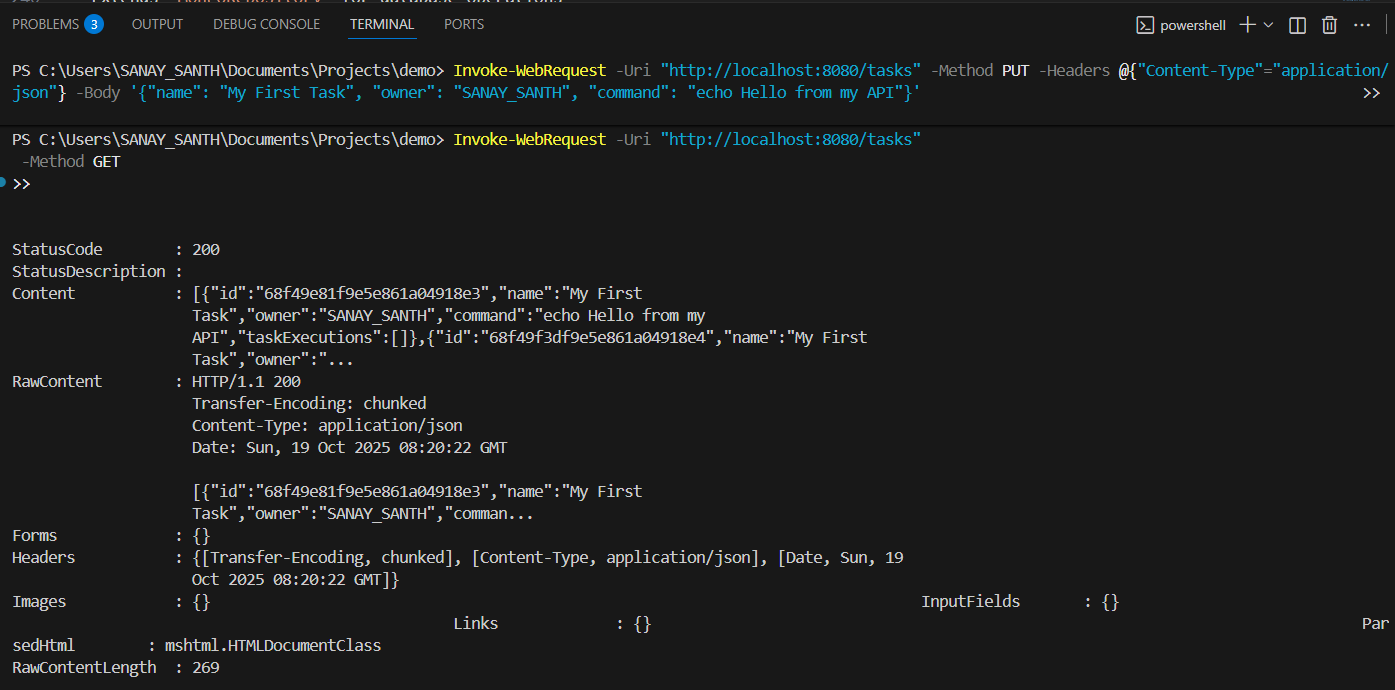 PROBLEMS 3 OUTPUT DEBUG CONSOLE TERMINAL PORTS powershell
PS C:\Users\SANAY_SANTH\Documents\Projects\demo> Invoke-WebRequest -Uri "http://localhost:8080/tasks" -Method PUT -Headers @{"Content-Type"="application/
json"} -Body '{"name": "My First Task", "owner": "SANAY_SANTH", "command": "echo Hello from my API"}' >>
PS C:\Users\SANAY_SANTH\Documents\Projects\demo> Invoke-WebRequest -Uri "http://localhost:8080/tasks"
-Method GET
>>
StatusCode : 200
StatusDescription :
Content : [{"id":"68f49e81f9e5e861a04918e3","name":"My First
Task","owner":"SANAY_SANTH","command":"echo Hello from my
API","taskExecutions":[]},{"id":"68f49f3df9e5e861a04918e4","name":"My First
Task","owner":"...
RawContent : HTTP/1.1 200
Transfer-Encoding: chunked
Content-Type: application/json
Date: Sun, 19 Oct 2025 08:20:22 GMT
[{"id":"68f49e81f9e5e861a04918e3","name":"My First
Task","owner":"SANAY_SANTH","comman...
Forms : {}
Headers : {[Transfer-Encoding, chunked], [Content-Type, application/json], [Date, Sun, 19
Oct 2025 08:20:22 GMT]}
Images : {} InputFields : {}
Links : {} Par
sedHtml : mshtml.HTMLDocumentClass
RawContentLength : 269